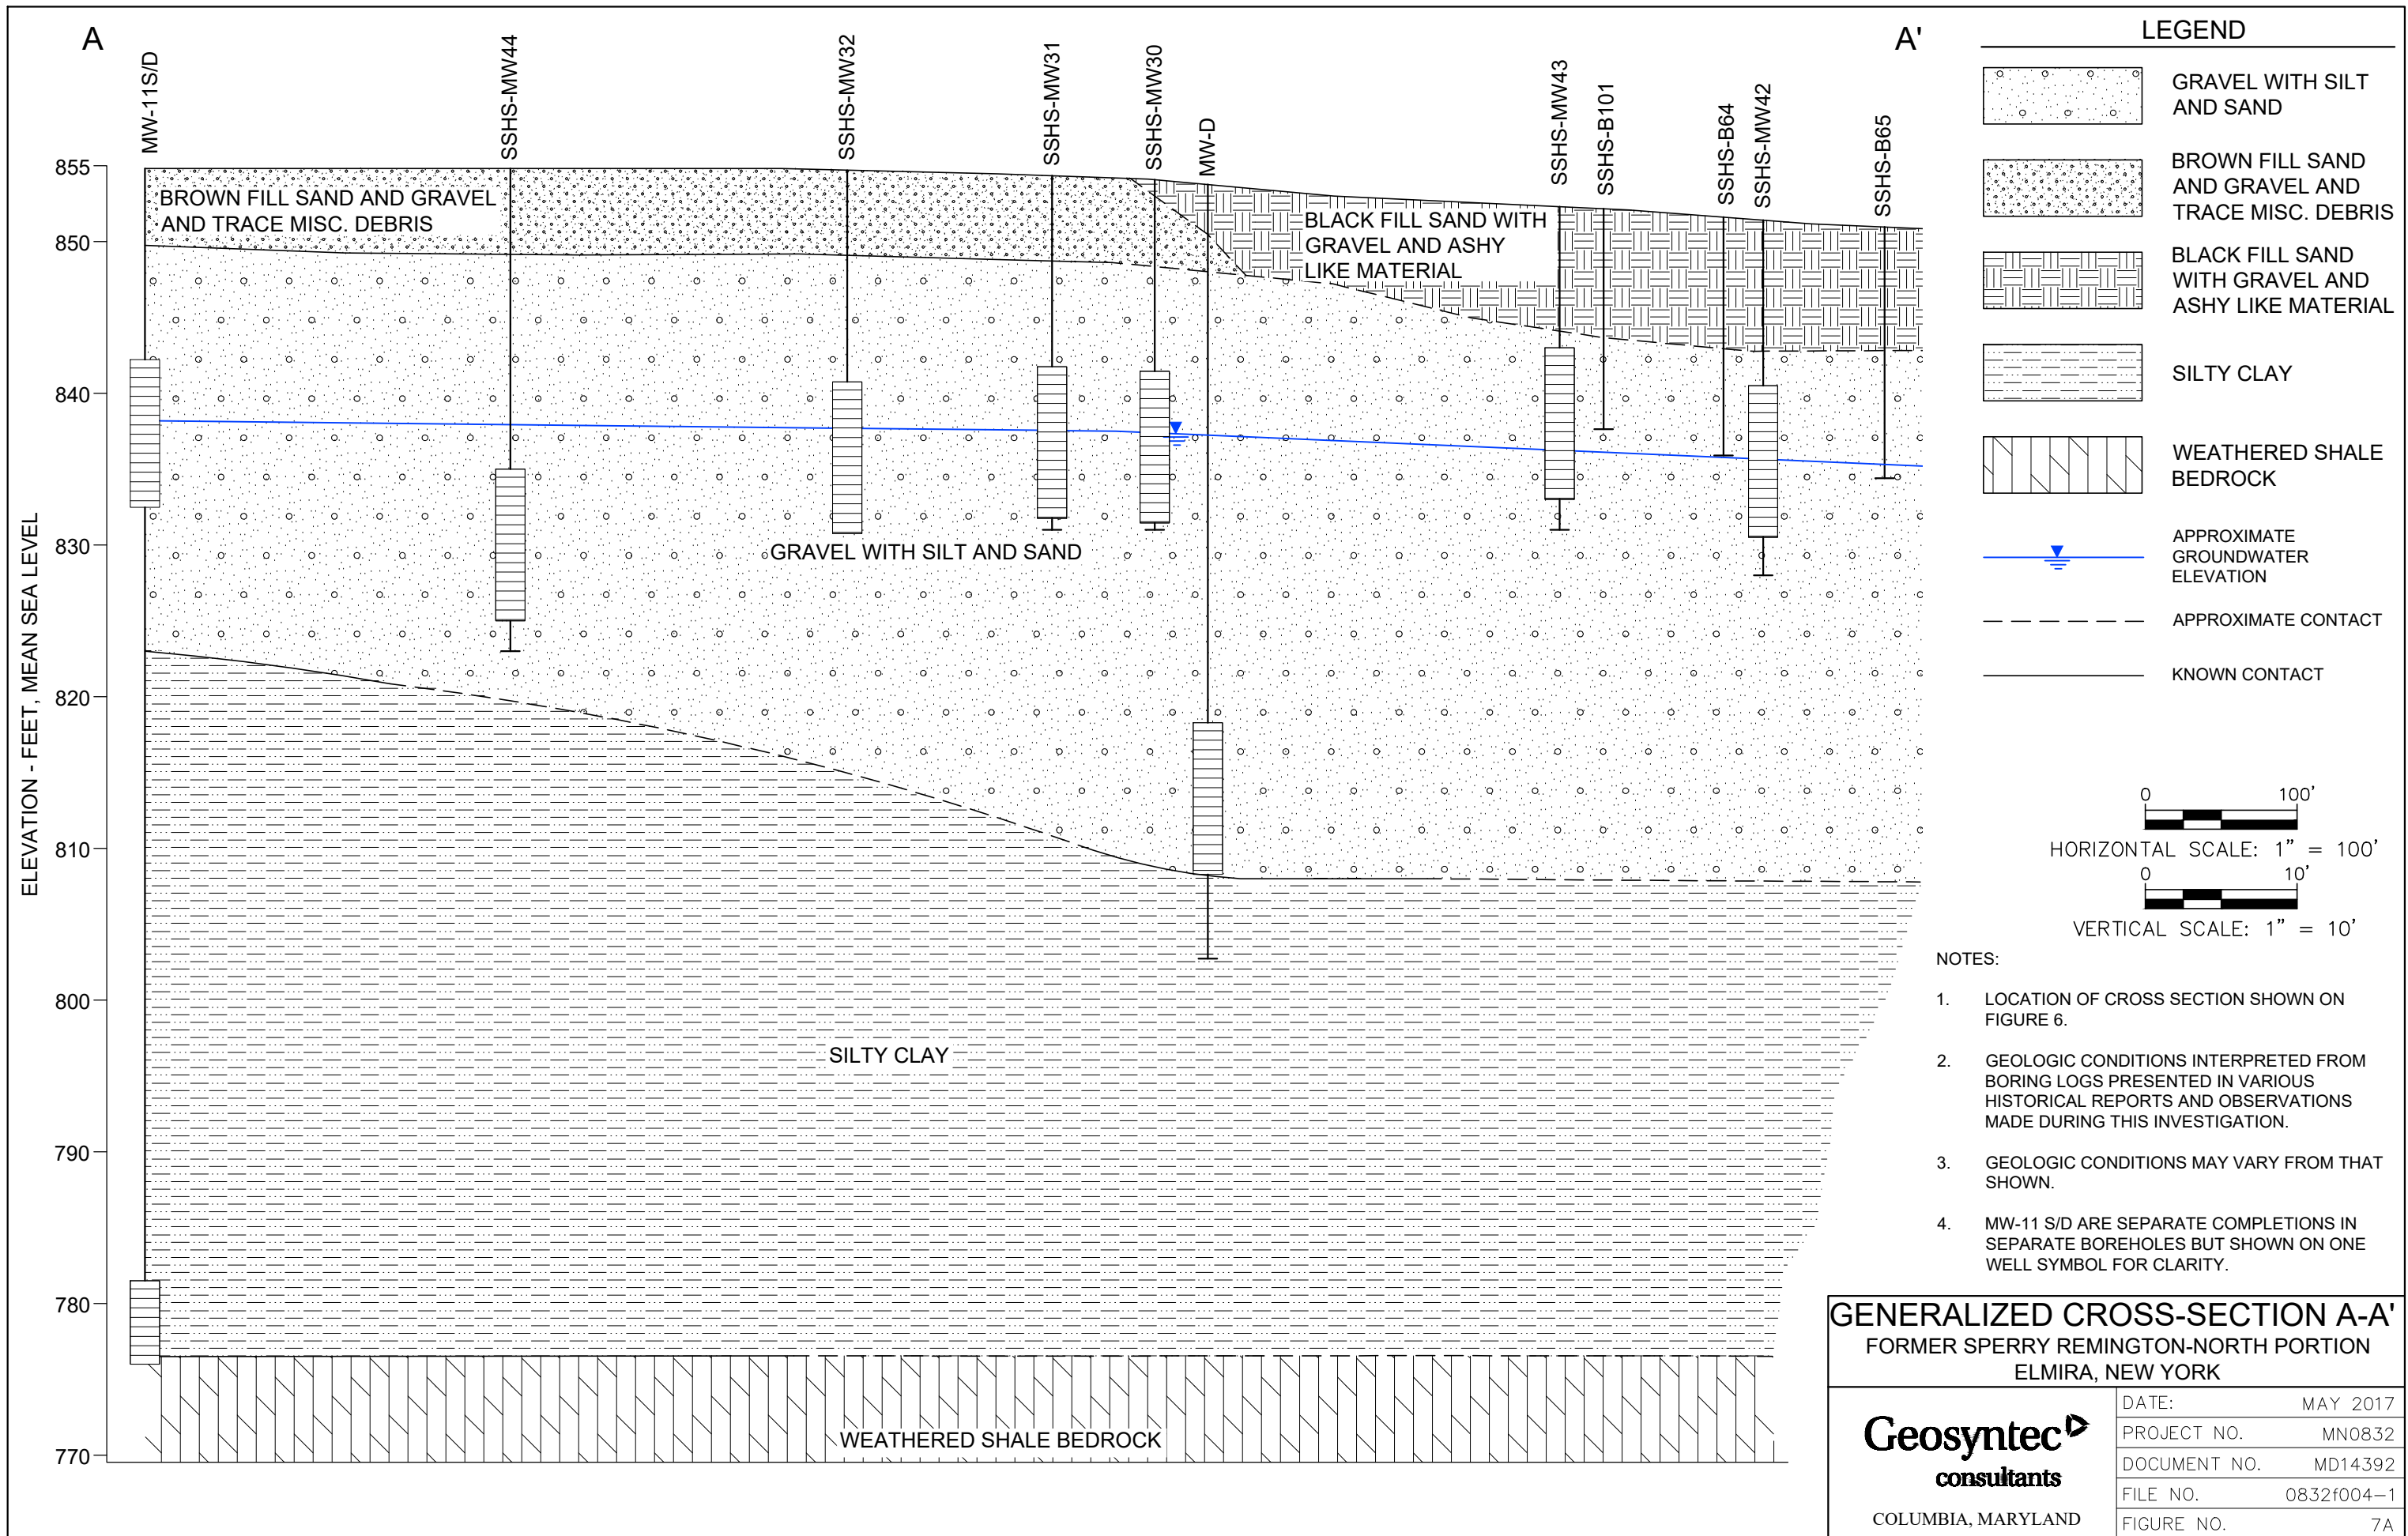 A
A'
MW-11S/D
SSHS-MW44
SSHS-MW32
SSHS-MW31
SSHS-MW30
MW-D
SSHS-MW43
SSHS-B101
SSHS-B64
SSHS-MW42
SSHS-B65
ELEVATION - FEET, MEAN SEA LEVEL
855
850
840
830
820
810
800
790
780
770
BROWN FILL SAND AND GRAVEL
AND TRACE MISC. DEBRIS
BLACK FILL SAND WITH
GRAVEL AND ASHY
LIKE MATERIAL
GRAVEL WITH SILT AND SAND
SILTY CLAY
WEATHERED SHALE BEDROCK
LEGEND
GRAVEL WITH SILT
AND SAND
BROWN FILL SAND
AND GRAVEL AND
TRACE MISC. DEBRIS
BLACK FILL SAND
WITH GRAVEL AND
ASHY LIKE MATERIAL
SILTY CLAY
WEATHERED SHALE
BEDROCK
APPROXIMATE
GROUNDWATER
ELEVATION
APPROXIMATE CONTACT
KNOWN CONTACT
0 100'
HORIZONTAL SCALE: 1" = 100'
0 10'
VERTICAL SCALE: 1" = 10'
NOTES:
1. LOCATION OF CROSS SECTION SHOWN ON
FIGURE 6.
2. GEOLOGIC CONDITIONS INTERPRETED FROM
BORING LOGS PRESENTED IN VARIOUS
HISTORICAL REPORTS AND OBSERVATIONS
MADE DURING THIS INVESTIGATION.
3. GEOLOGIC CONDITIONS MAY VARY FROM THAT
SHOWN.
4. MW-11 S/D ARE SEPARATE COMPLETIONS IN
SEPARATE BOREHOLES BUT SHOWN ON ONE
WELL SYMBOL FOR CLARITY.
GENERALIZED CROSS-SECTION A-A'
FORMER SPERRY REMINGTON-NORTH PORTION
ELMIRA, NEW YORK
Geosyntec
consultants
COLUMBIA, MARYLAND
DATE: MAY 2017
PROJECT NO. MN0832
DOCUMENT NO. MD14392
FILE NO. 0832f004-1
FIGURE NO. 7A